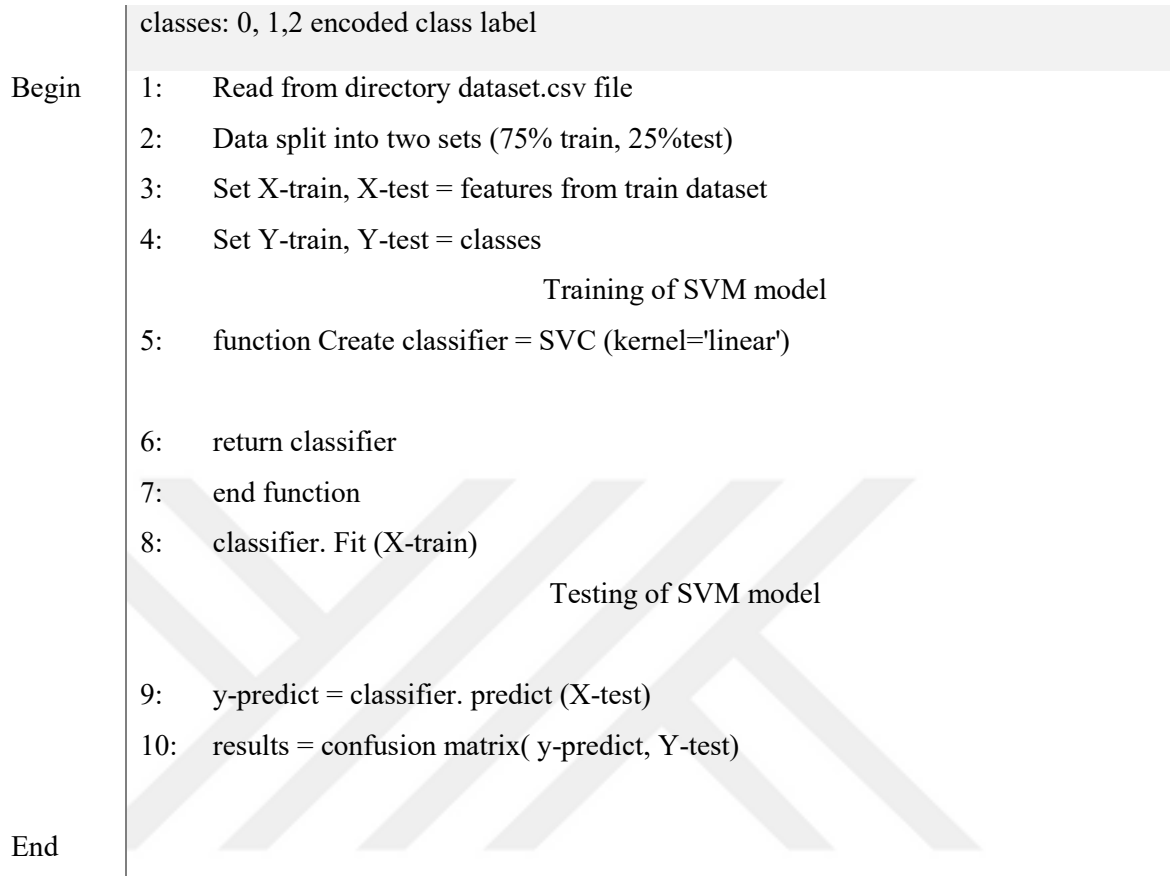 classes: 0, 1,2 encoded class label
Begin 1: Read from directory dataset.csv file
2: Data split into two sets (75% train, 25%test)
3: Set X-train, X-test = features from train dataset
4: Set Y-train, Y-test = classes
Training of SVM model
5: function Create classifier = SVC (kernel='linear')
6: return classifier
7: end function
8: classifier. Fit (X-train)
Testing of SVM model
9: y-predict = classifier. predict (X-test)
10: results = confusion matrix( y-predict, Y-test)
End